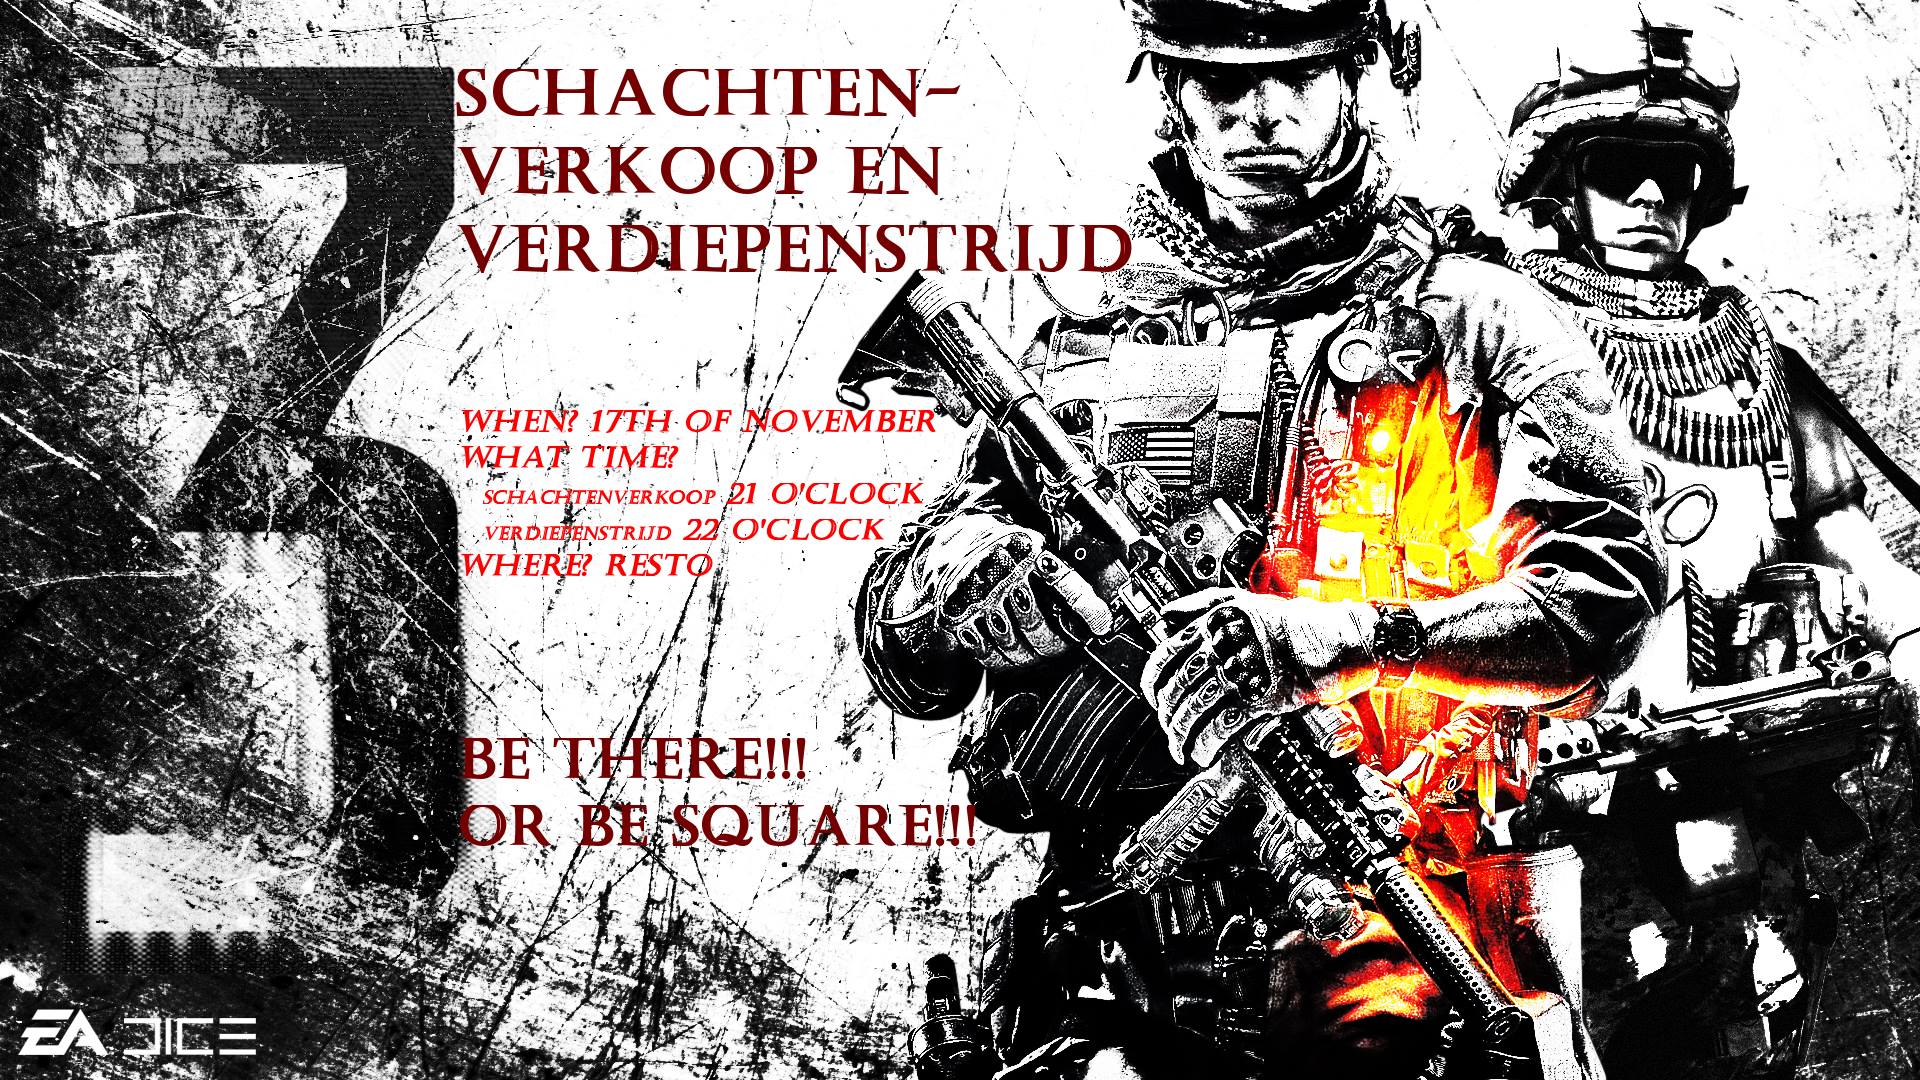 SCHACHTEN-
VERKOOP EN
VERDIEPENSTRIJD
WHEN? 17TH OF NOVEMBER
WHAT TIME?
SCHACHTENVERKOOP 21 O'CLOCK
VERDIEPENSTRIJD 22 O'CLOCK
WHERE? RESTO
BE THERE!!!
OR BE SQUARE!!!
3
EA DICE